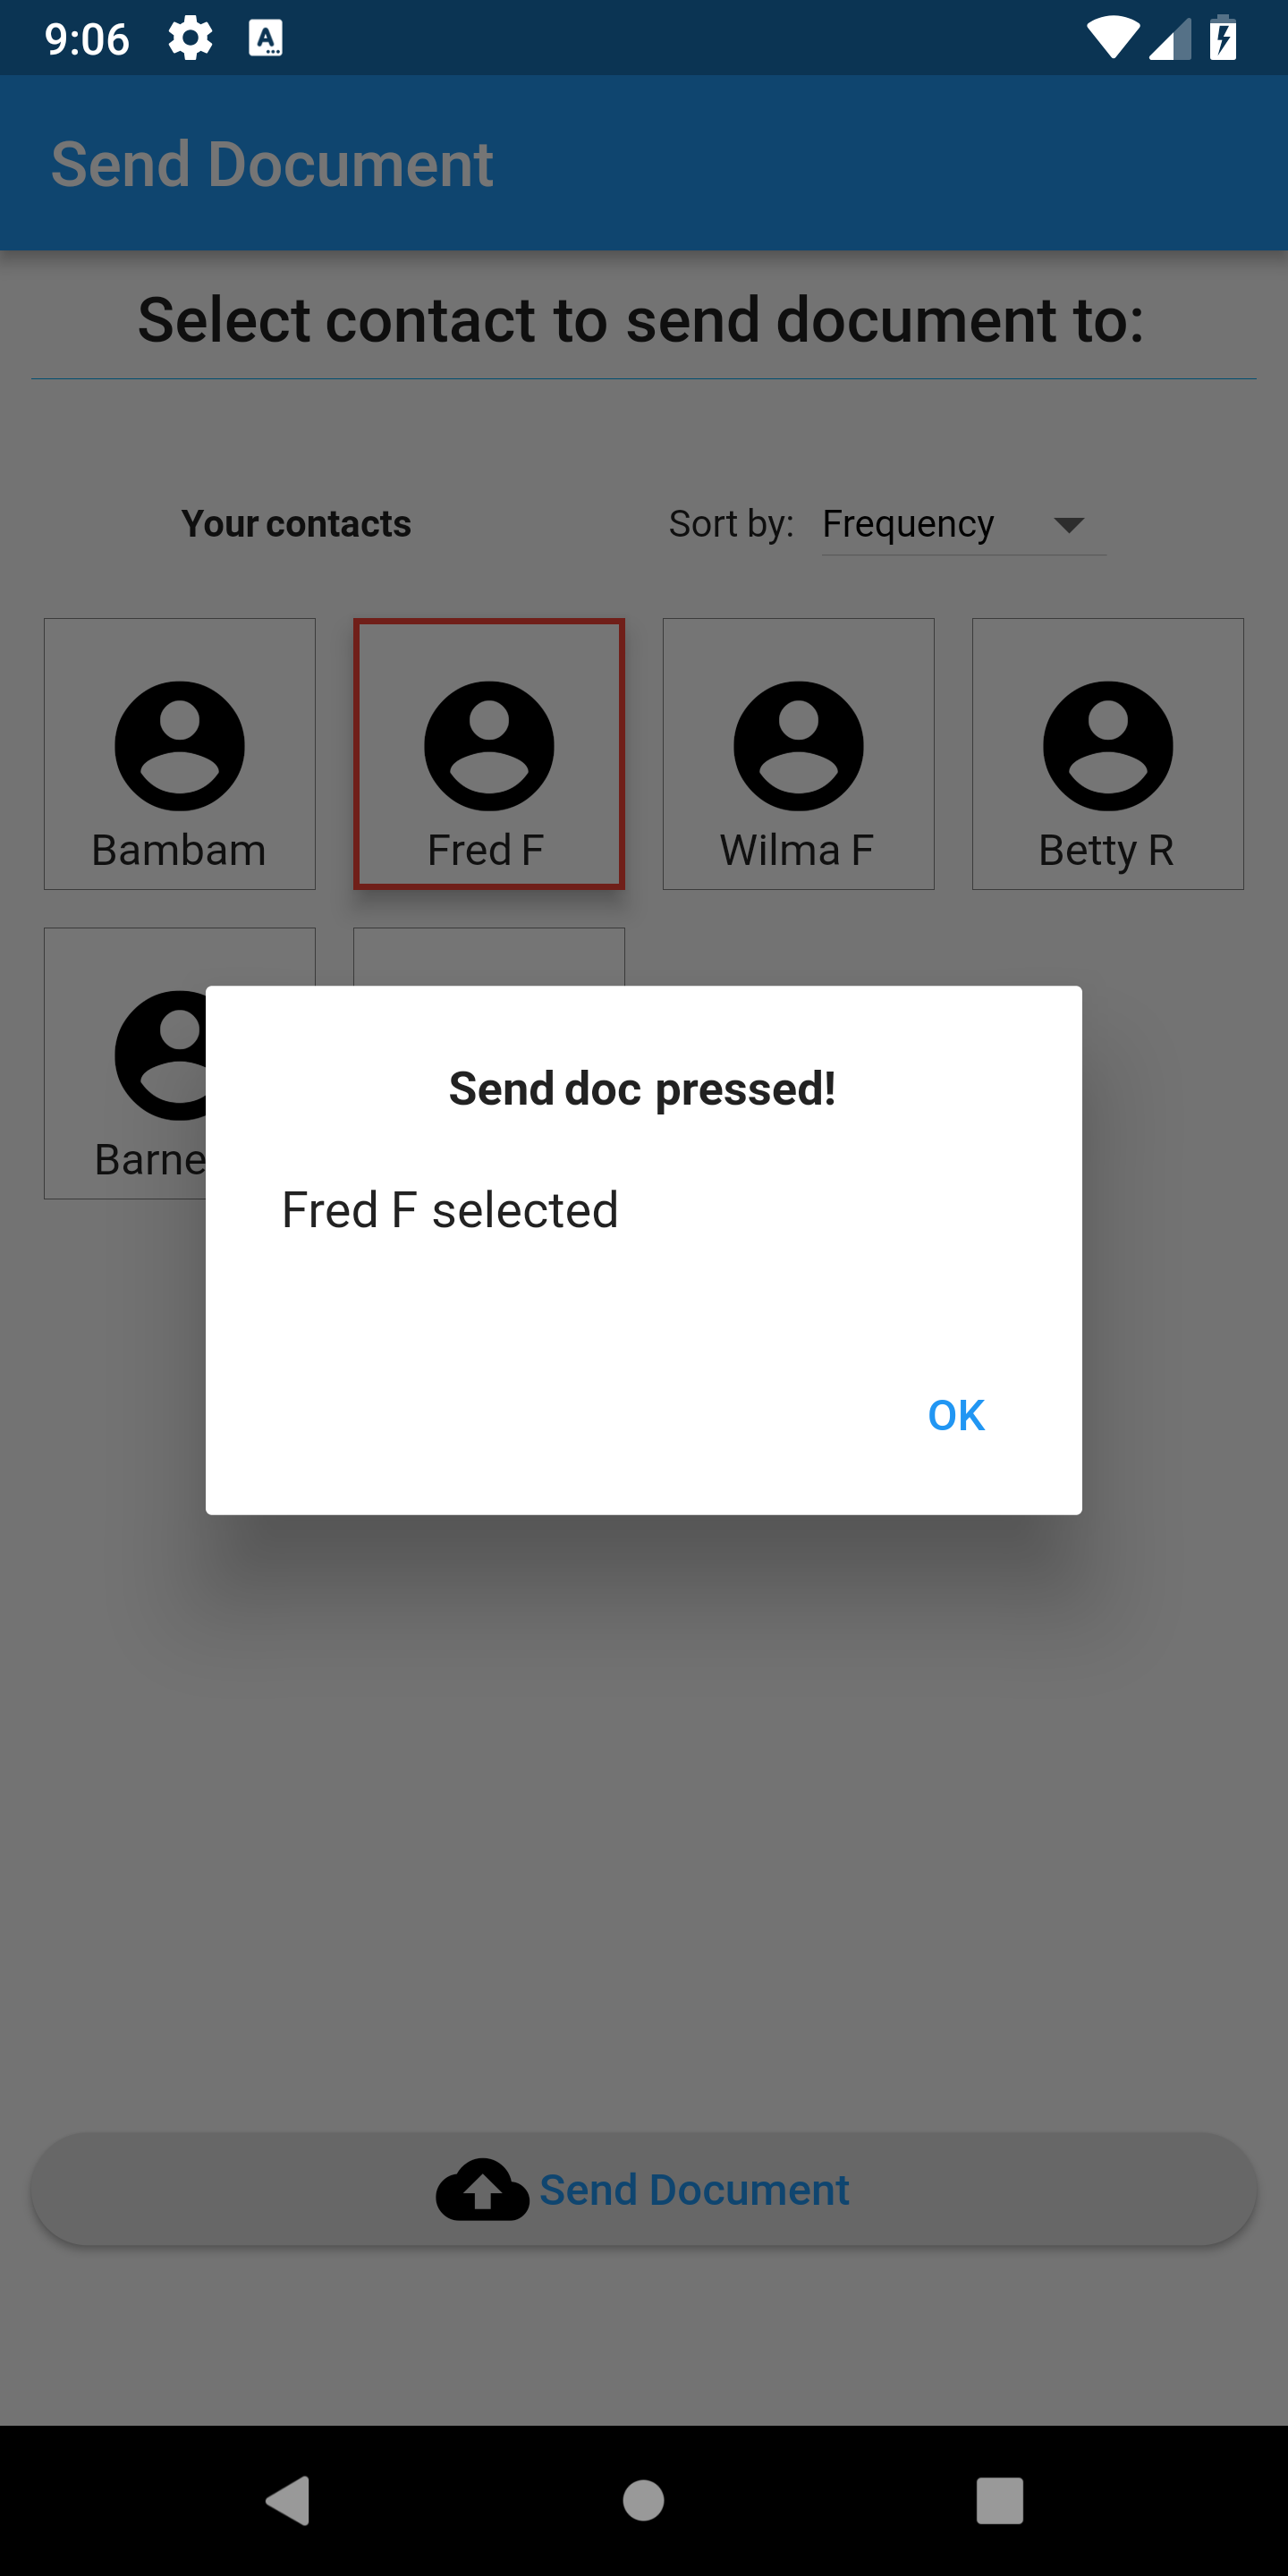 9:06
Send Document
Select contact to send document to:
Your contacts Sort by: Frequency
Bambam Fred F Wilma F Betty R
Send doc pressed!
Fred F selected
OK
Send Document